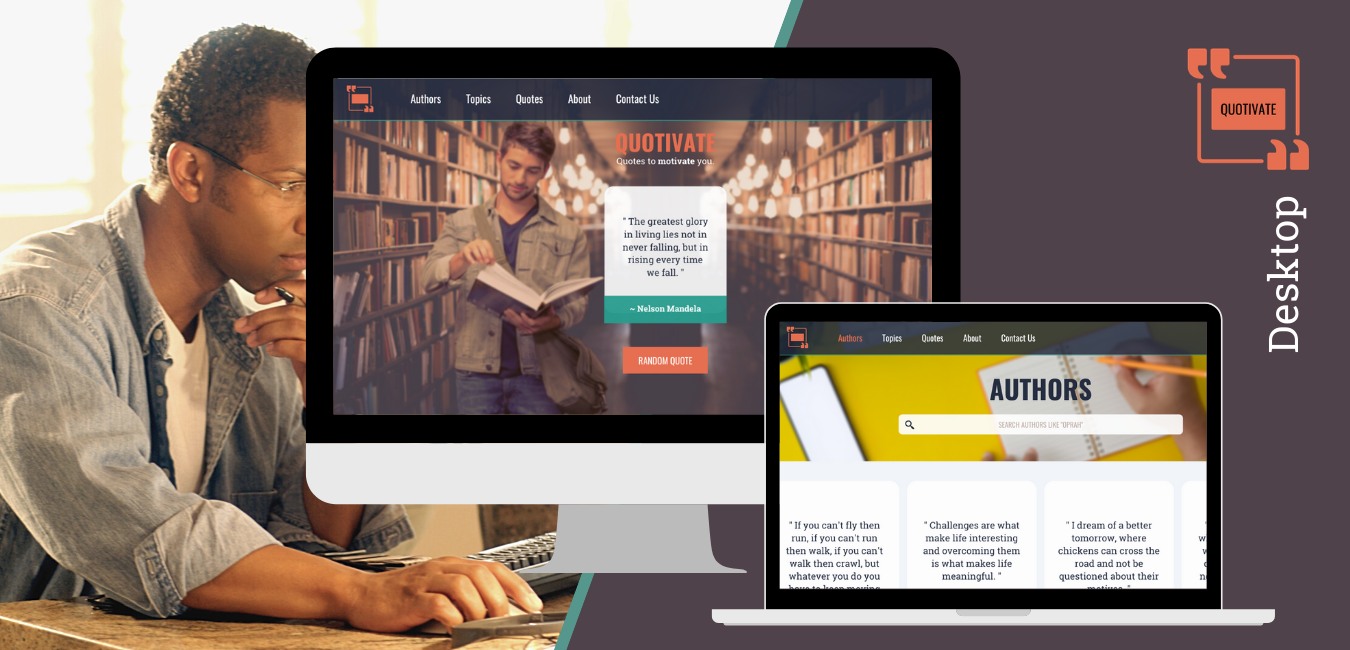 Authors Topics Quotes About Contact Us
QUOTIVATE
Quotes to motivate you
" The greatest glory
in living lies not in
never falling, but in
rising every time
we fall. "
~ Nelson Mandela
RANDOM QUOTE
QUOTIVATE
Desktop
Authors Topics Quotes About Contact Us
AUTHORS
SEARCH AUTHORS LIKE "OPRAH"
" If you can't fly then
run, if you can't run
then walk, if you can't
walk then crawl, but
whatever you do you
have to keep moving
" Challenges are what
make life interesting
and overcoming them
is what makes life
meaningful. "
" I dream of a better
tomorrow, where
chickens can cross the
road and not be
questioned about their
motives. "